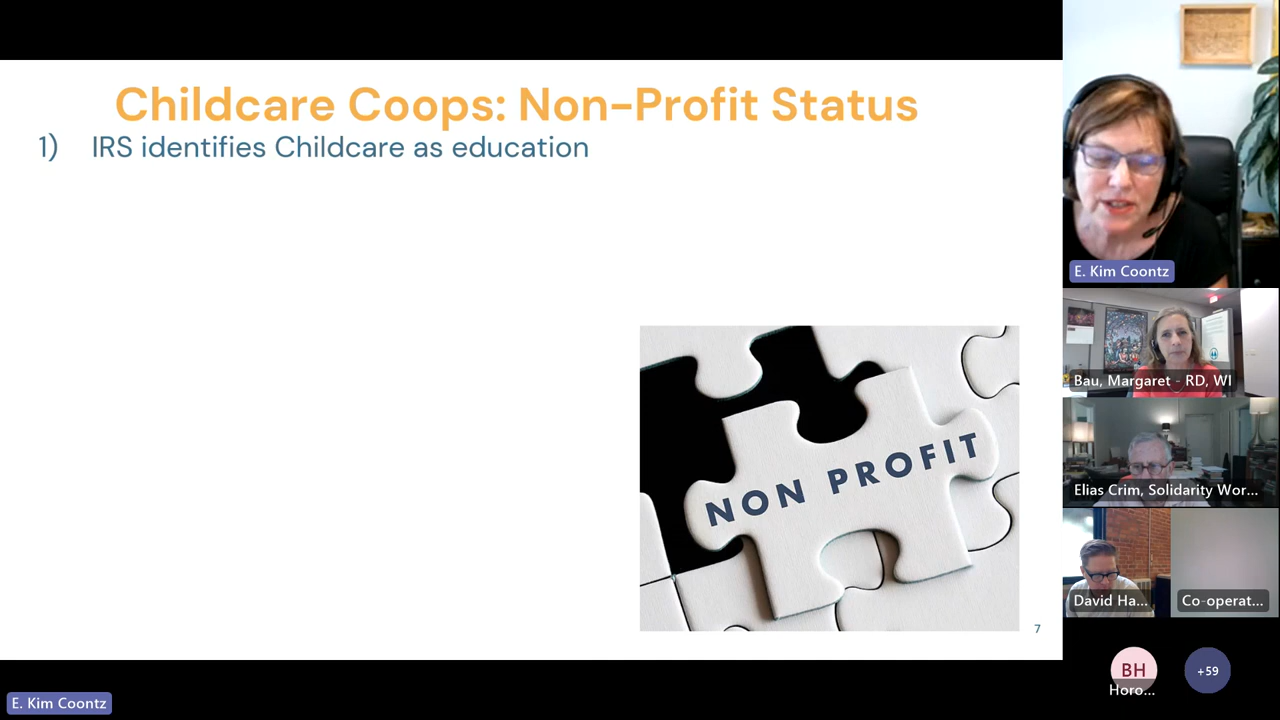 Childcare Coops: Non-Profit Status
1) IRS identifies Childcare as education
NON PROFIT
7
E. Kim Coontz
E. Kim Coontz
Bau, Margaret - RD, WI
Elias Crim, Solidarity Wor...
David Ha...
Co-operat...
BH
Horo...
+59